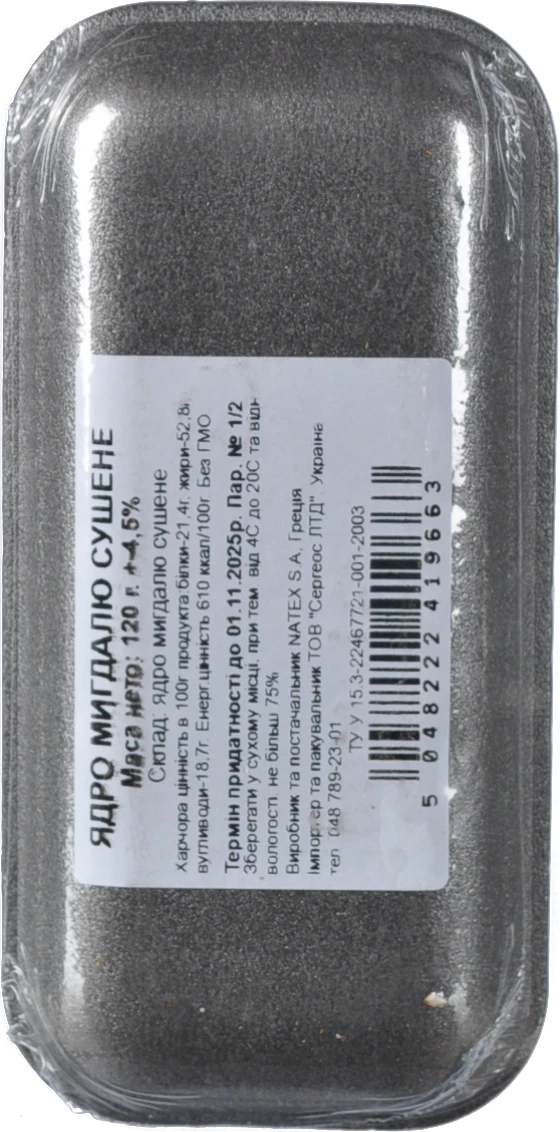 ЯДРО МИГДАЛЮ СУШЕНЕ
Маса нето: 120 г. +-4,5%
Склад: ядро мигдалю сушене
Харчова цінність в 100г продукта:білки-21.4г. жири-52.8г
вугливоди-18.7г. Енерг.цінність 610 ккал/100г Без ГМО
Термін придатності до 01.11.2025р. Пар. № 1/2
Зберегати у сухому місці, при тем від 4С до 20С та відн
вологості не більш 75%
Виробник та постачальник NATEX S.A. Греція
Імпортер та пакувальник ТОВ "Сергеос ЛТД". Україна
тел 048 789-23-01
ТУ У 15.3-22467721-001-2003
5 048222 419663